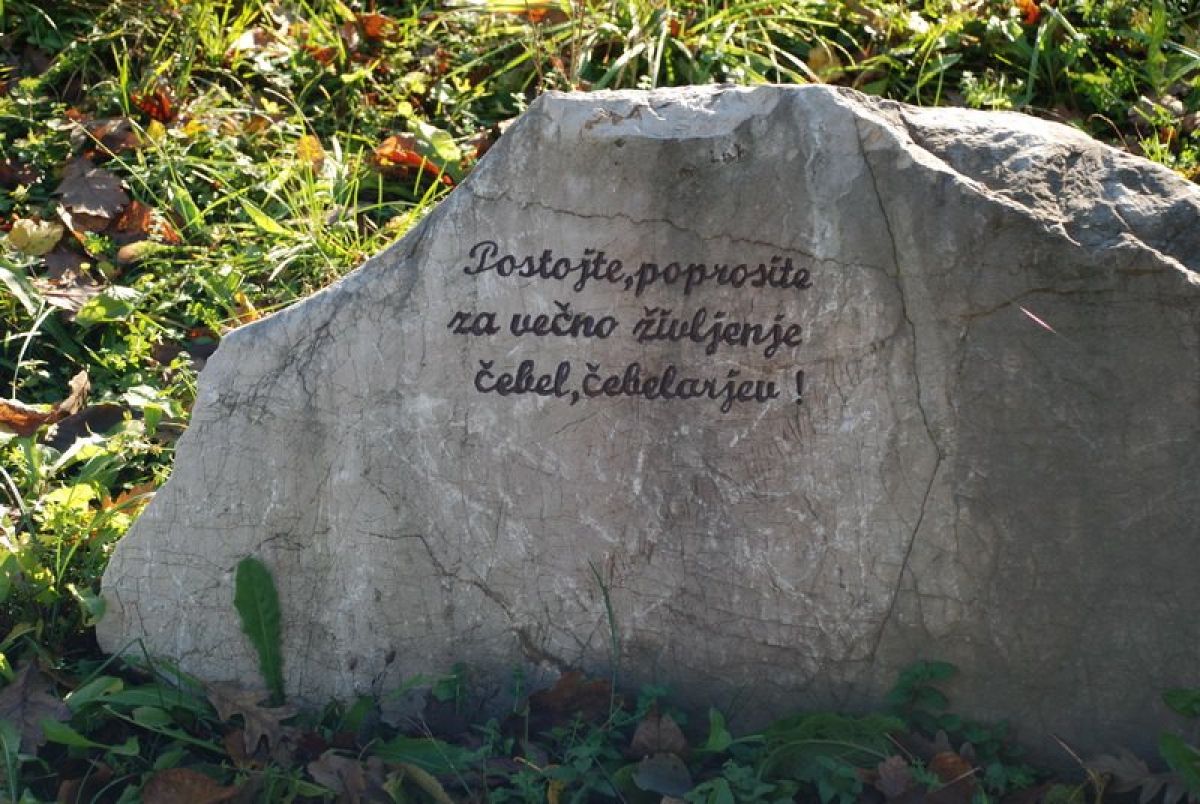 Postojte, poprosite
za večno življenje
čebel, čebelarjev !